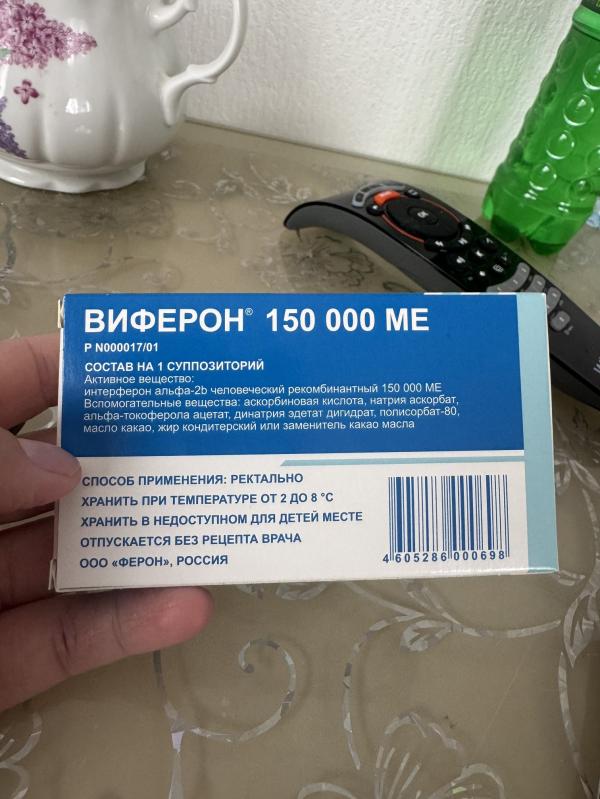 ВИФЕРОН® 150 000 МЕ
Р N000017/01
СОСТАВ НА 1 СУППОЗИТОРИЙ
Активное вещество:
интерферон альфа-2b человеческий рекомбинантный 150 000 МЕ
Вспомогательные вещества: аскорбиновая кислота, натрия аскорбат,
альфа-токоферола ацетат, динатрия эдетат дигидрат, полисорбат-80,
масло какао, жир кондитерский или заменитель какао масла
СПОСОБ ПРИМЕНЕНИЯ: РЕКТАЛЬНО
ХРАНИТЬ ПРИ ТЕМПЕРАТУРЕ ОТ 2 ДО 8 °С
ХРАНИТЬ В НЕДОСТУПНОМ ДЛЯ ДЕТЕЙ МЕСТЕ
ОТПУСКАЕТСЯ БЕЗ РЕЦЕПТА ВРАЧА
ООО «ФЕРОН», РОССИЯ
4 605286 000698